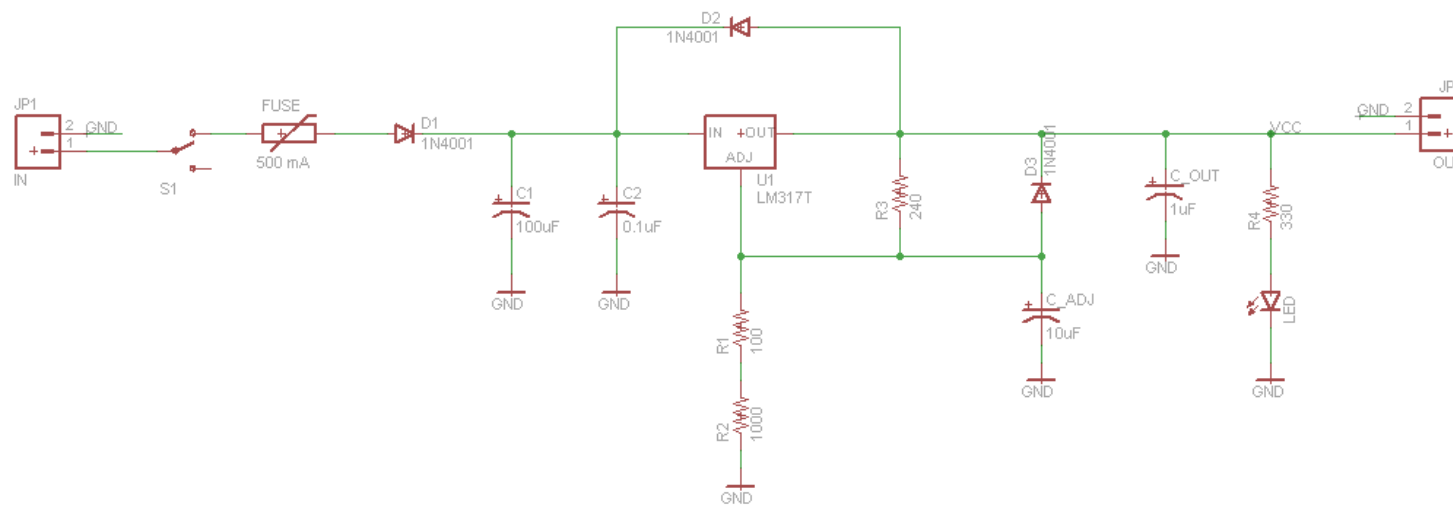 D2
1N4001
JP1
2
GND
1
IN
S1
FUSE
500 mA
D1
1N4001
C1
100uF
GND
C2
0.1uF
GND
IN
OUT
ADJ
U1
LM317T
R3
240
D3
1N4001
C_OUT
1uF
GND
VCC
R4
330
LED
GND
C_ADJ
10uF
GND
R1
100
R2
1000
GND
JP
GND
2
1
OU